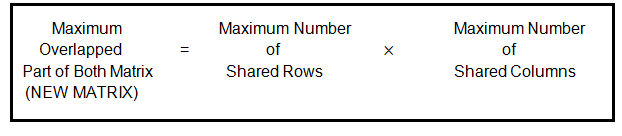 Maximum Maximum Number Maximum Number
Overlapped = of × of
Part of Both Matrix Shared Rows Shared Columns
(NEW MATRIX)